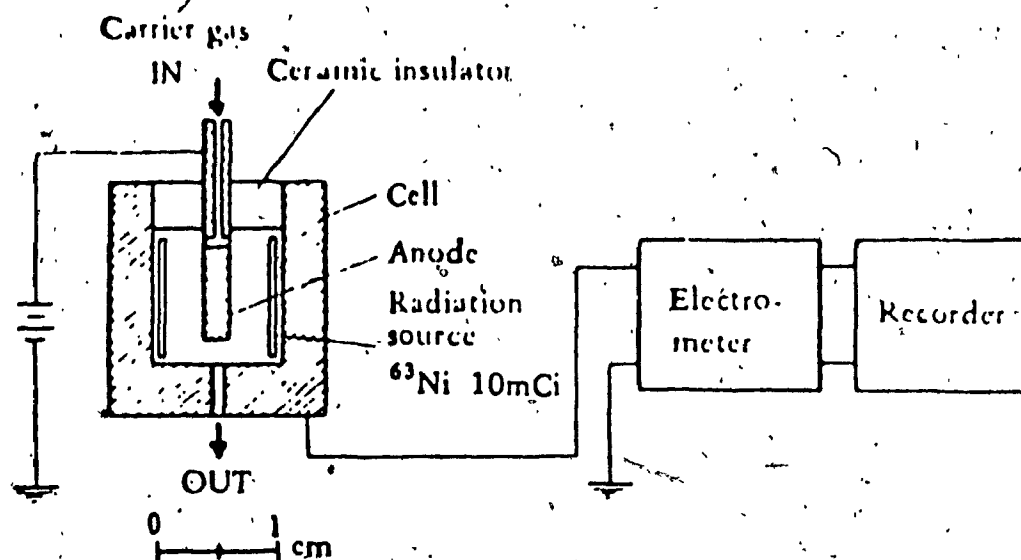 Carrier gas
IN
Ceramic insulator
Cell
Anode
Radiation
source
⁶³Ni 10mCi
Electro-
meter
Recorder
OUT
0 1
cm